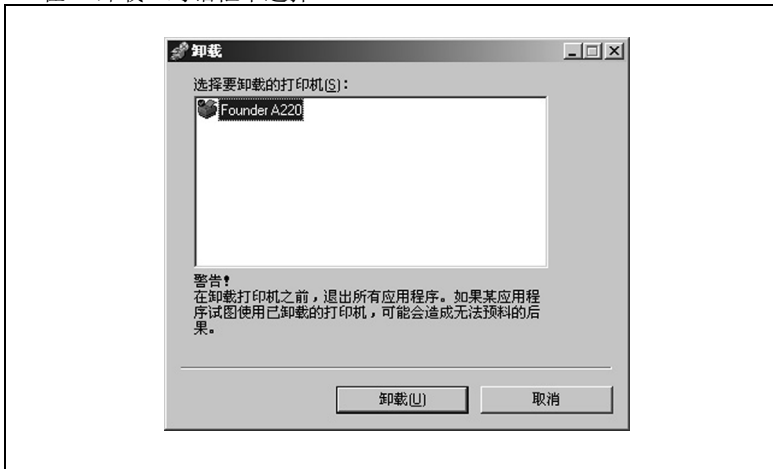 卸载
选择要卸载的打印机(S)：
Founder A220
警告！
在卸载打印机之前，退出所有应用程序。如果某应用程
序试图使用已卸载的打印机，可能会造成无法预料的后
果。
卸载(U)
取消